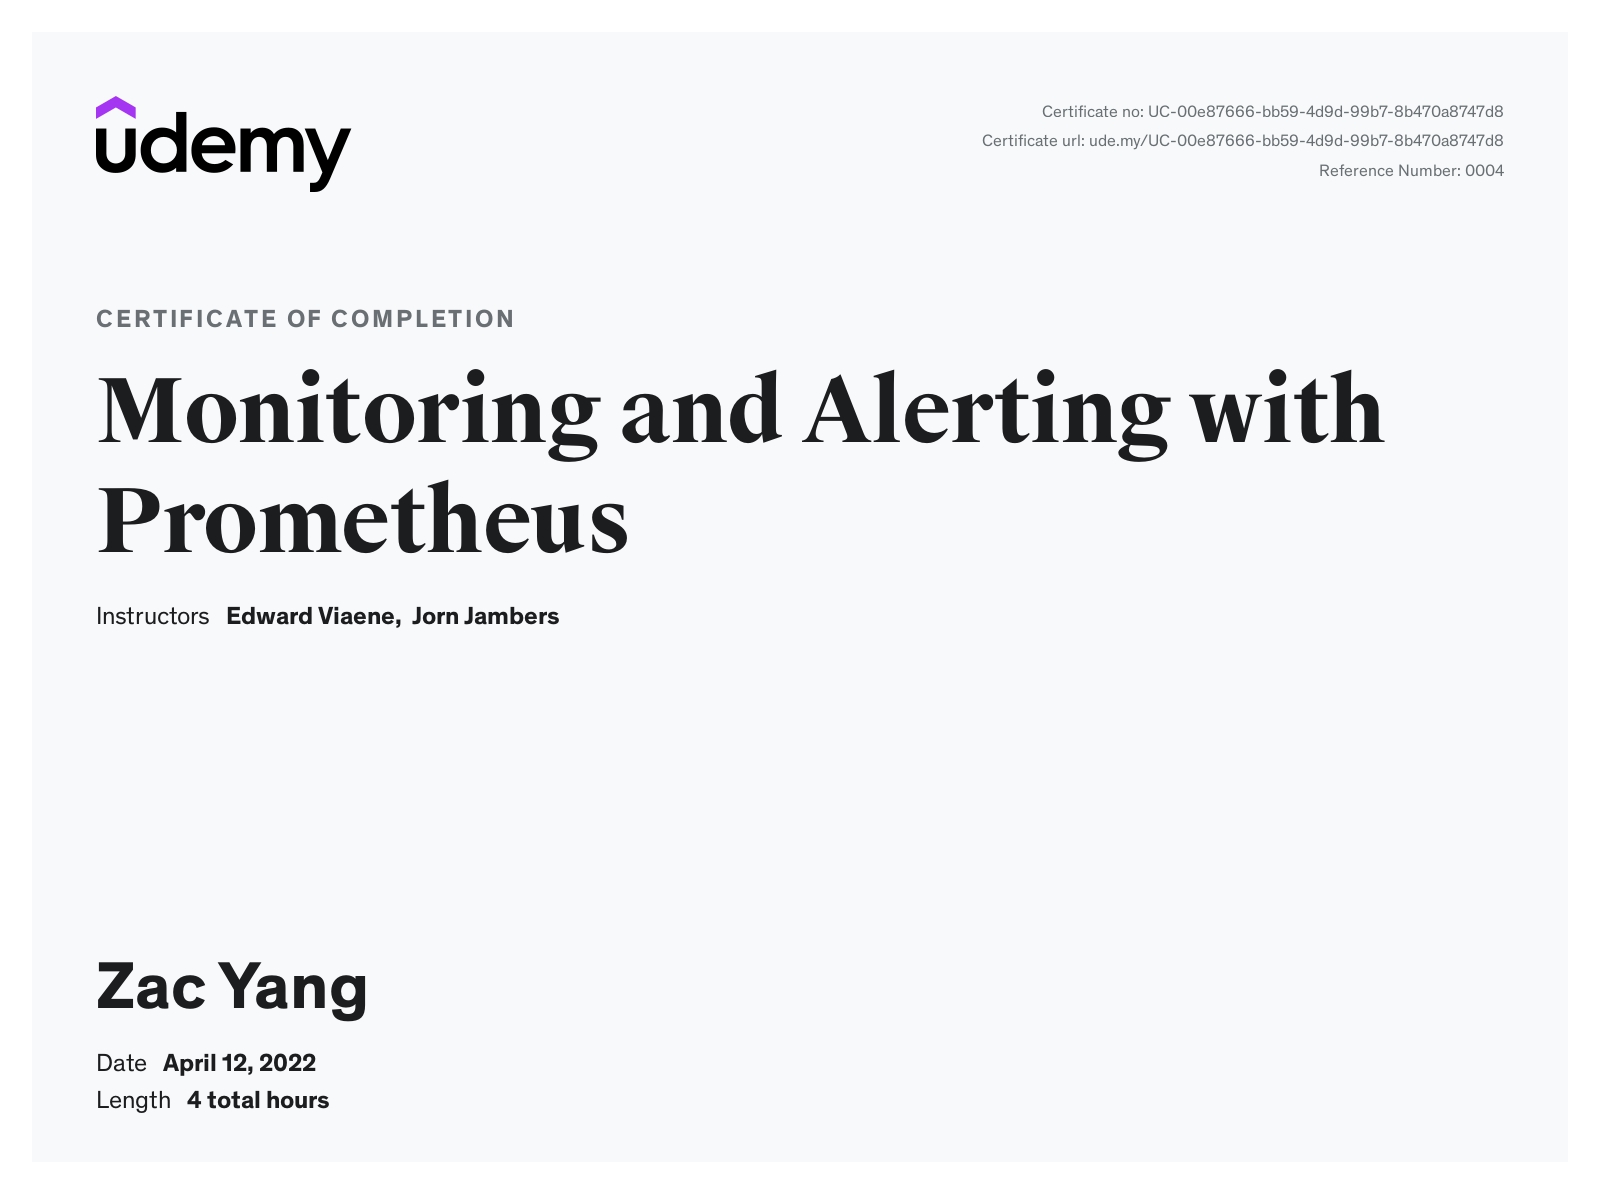 udemy
Certificate no: UC-00e87666-bb59-4d9d-99b7-8b470a8747d8
Certificate url: ude.my/UC-00e87666-bb59-4d9d-99b7-8b470a8747d8
Reference Number: 0004
CERTIFICATE OF COMPLETION
Monitoring and Alerting with
Prometheus
Instructors Edward Viaene, Jorn Jambers
Zac Yang
Date April 12, 2022
Length 4 total hours